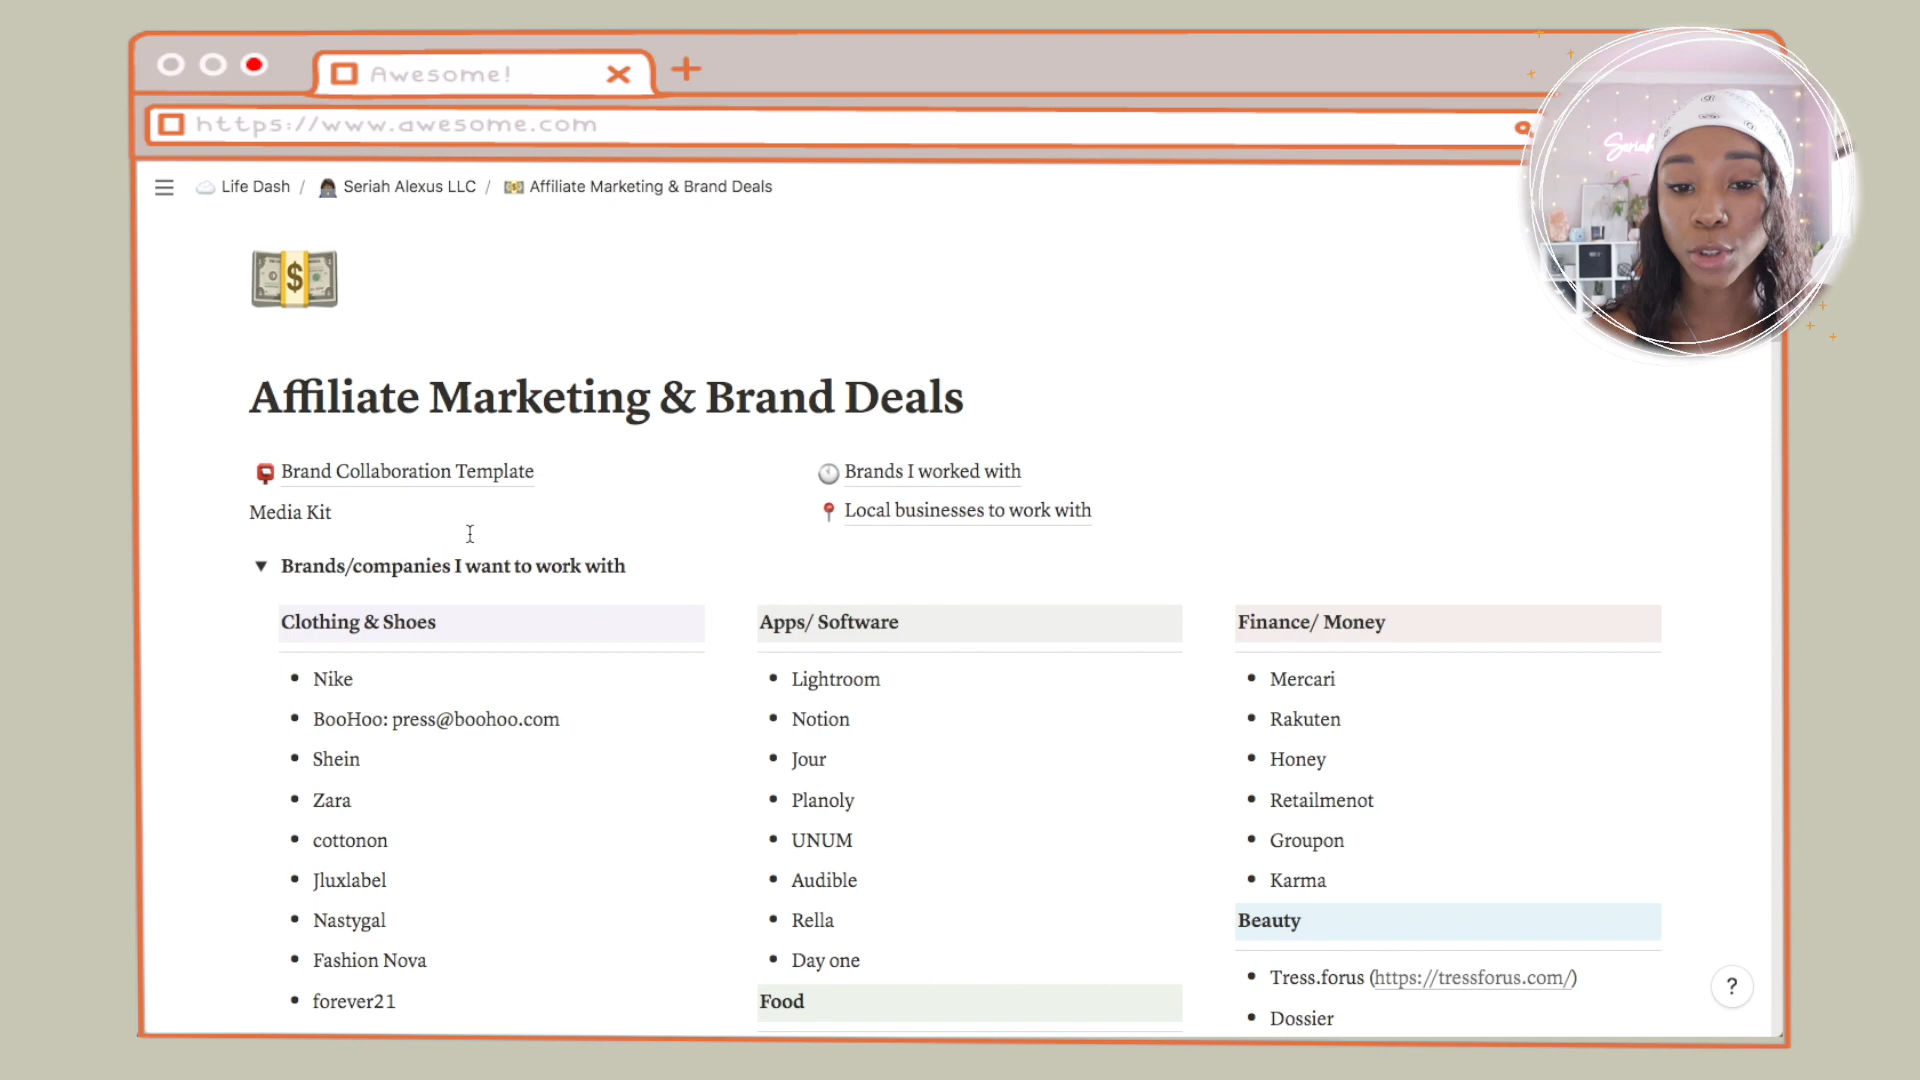 Awesome!
https://www.awesome.com
Life Dash / Seriah Alexus LLC / Affiliate Marketing & Brand Deals
Seriah
Affiliate Marketing & Brand Deals
Brand Collaboration Template
Media Kit
Brands I worked with
Local businesses to work with
Brands/companies I want to work with
Clothing & Shoes
Nike
BooHoo: press@boohoo.com
Shein
Zara
cottonon
Jluxlabel
Nastygal
Fashion Nova
forever21
Apps/ Software
Lightroom
Notion
Jour
Planoly
UNUM
Audible
Rella
Day one
Food
Finance/ Money
Mercari
Rakuten
Honey
Retailmenot
Groupon
Karma
Beauty
Tress.forus (https://tressforus.com/)
Dossier
?